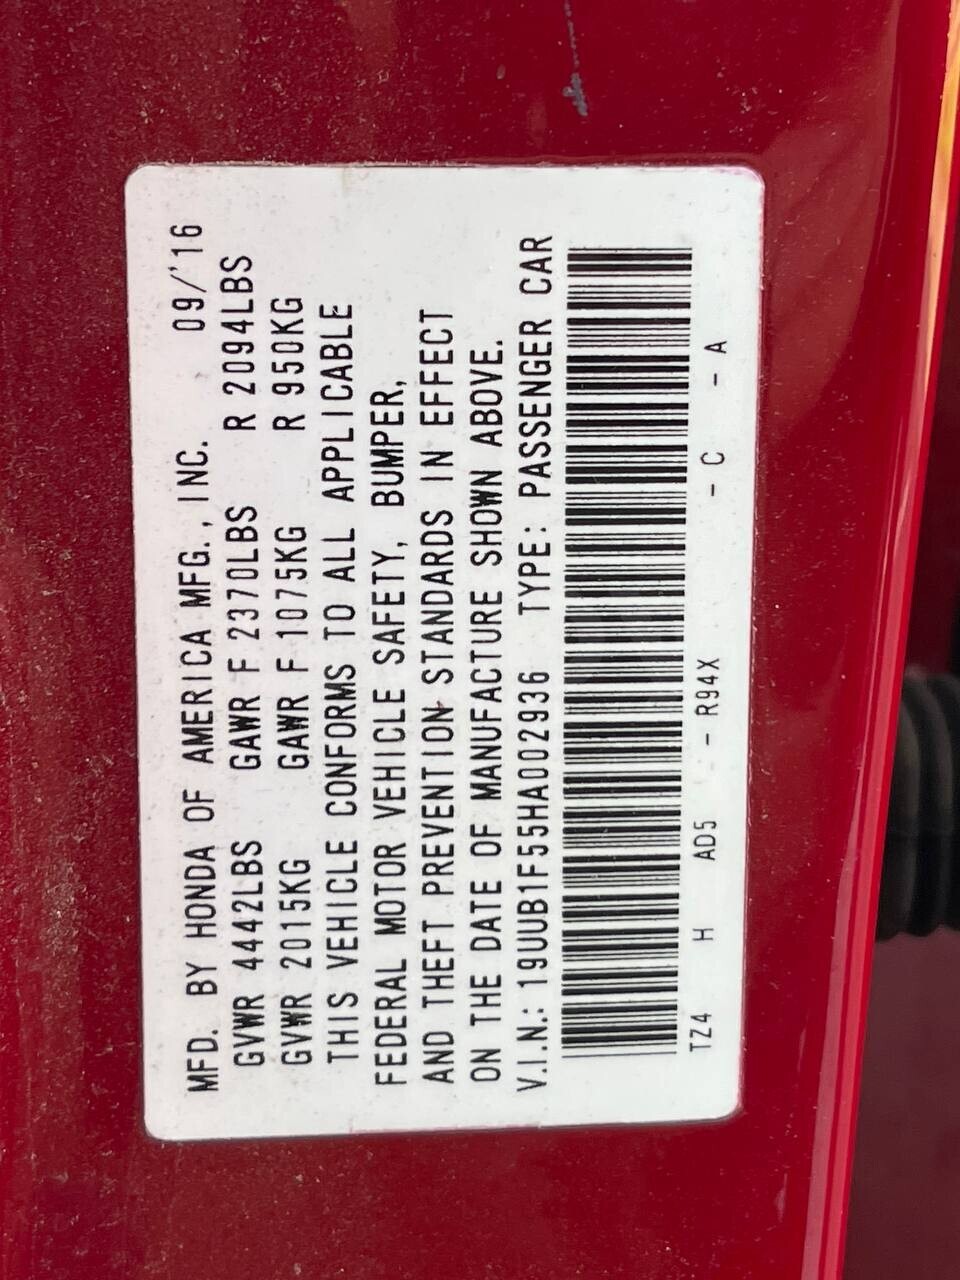 MFD. BY HONDA OF AMERICA MFG., INC. 09/'16
GVWR 4442LBS GAWR F 2370LBS R 2094LBS
GVWR 2015KG GAWR F 1075KG R 950KG
THIS VEHICLE CONFORMS TO ALL APPLICABLE
FEDERAL MOTOR VEHICLE SAFETY, BUMPER,
AND THEFT PREVENTION STANDARDS IN EFFECT
ON THE DATE OF MANUFACTURE SHOWN ABOVE.
V.I.N.: 19UUB1F55HA002936 TYPE: PASSENGER CAR
TZ4 H AD5 - - R94X - C - A